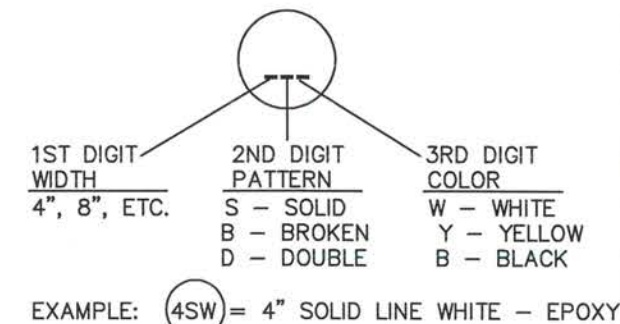 1ST DIGIT 2ND DIGIT 3RD DIGIT
WIDTH PATTERN COLOR
4", 8", ETC. S – SOLID W – WHITE
B – BROKEN Y – YELLOW
D – DOUBLE B – BLACK
EXAMPLE: 4SW = 4" SOLID LINE WHITE – EPOXY